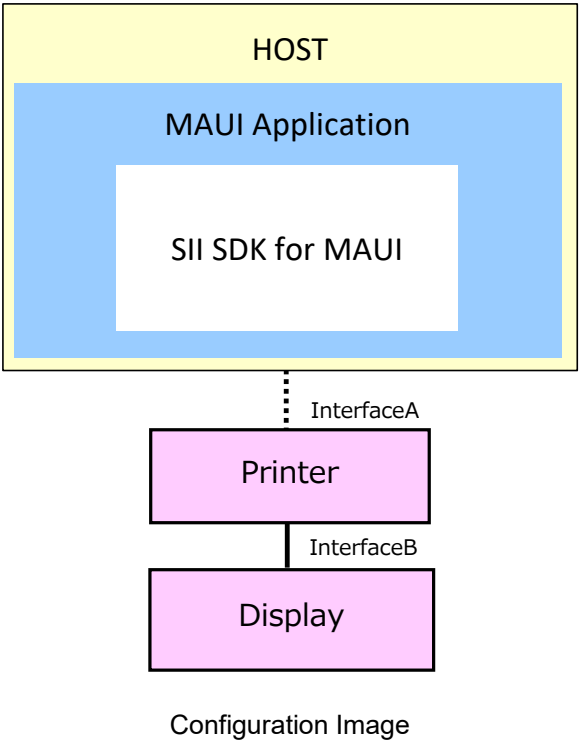 HOST
MAUI Application
SII SDK for MAUI
InterfaceA
Printer
InterfaceB
Display
Configuration Image